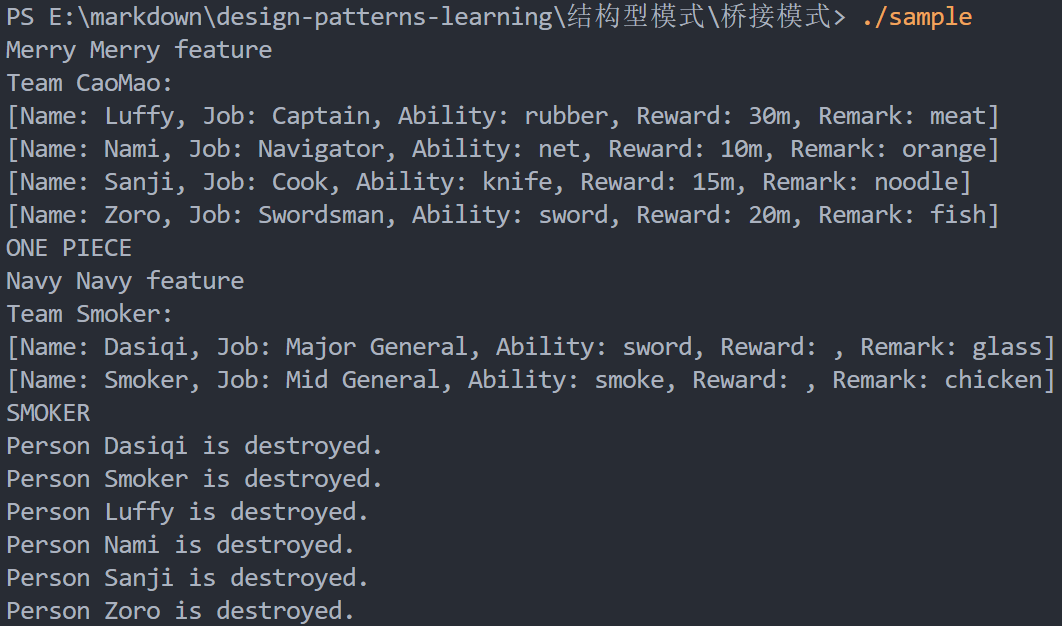 PS E:\markdown\design-patterns-learning\结构型模式\桥接模式> ./sample
Merry Merry feature
Team CaoMao:
[Name: Luffy, Job: Captain, Ability: rubber, Reward: 30m, Remark: meat]
[Name: Nami, Job: Navigator, Ability: net, Reward: 10m, Remark: orange]
[Name: Sanji, Job: Cook, Ability: knife, Reward: 15m, Remark: noodle]
[Name: Zoro, Job: Swordsman, Ability: sword, Reward: 20m, Remark: fish]
ONE PIECE
Navy Navy feature
Team Smoker:
[Name: Dasiqi, Job: Major General, Ability: sword, Reward: , Remark: glass]
[Name: Smoker, Job: Mid General, Ability: smoke, Reward: , Remark: chicken]
SMOKER
Person Dasiqi is destroyed.
Person Smoker is destroyed.
Person Luffy is destroyed.
Person Nami is destroyed.
Person Sanji is destroyed.
Person Zoro is destroyed.